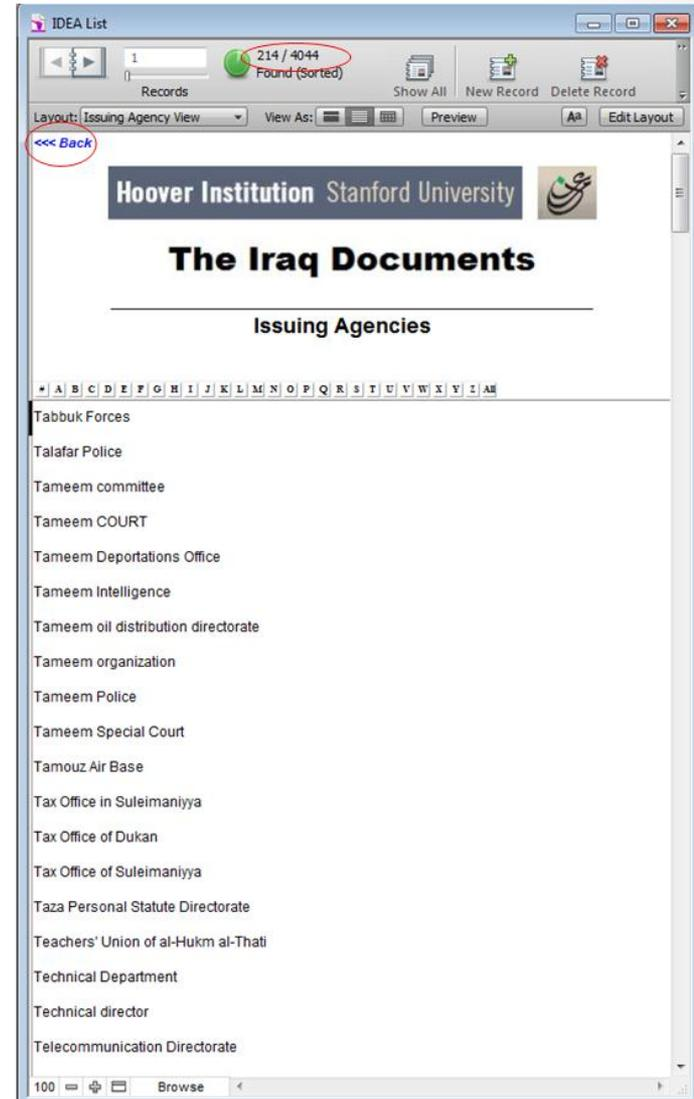 IDEA List
1
214 / 4044
Found (Sorted)
Records
Show All
New Record
Delete Record
Layout: Issuing Agency View
View As:
Preview
Aa
Edit Layout
<<< Back
Hoover Institution Stanford University
The Iraq Documents
Issuing Agencies
# A B C D E F G H I J K L M N O P Q R S T U V W X Y Z All
Tabbuk Forces
Talafar Police
Tameem committee
Tameem COURT
Tameem Deportations Office
Tameem Intelligence
Tameem oil distribution directorate
Tameem organization
Tameem Police
Tameem Special Court
Tamouz Air Base
Tax Office in Suleimaniyya
Tax Office of Dukan
Tax Office of Suleimaniyya
Taza Personal Statute Directorate
Teachers' Union of al-Hukm al-Thati
Technical Department
Technical director
Telecommunication Directorate
100
Browse